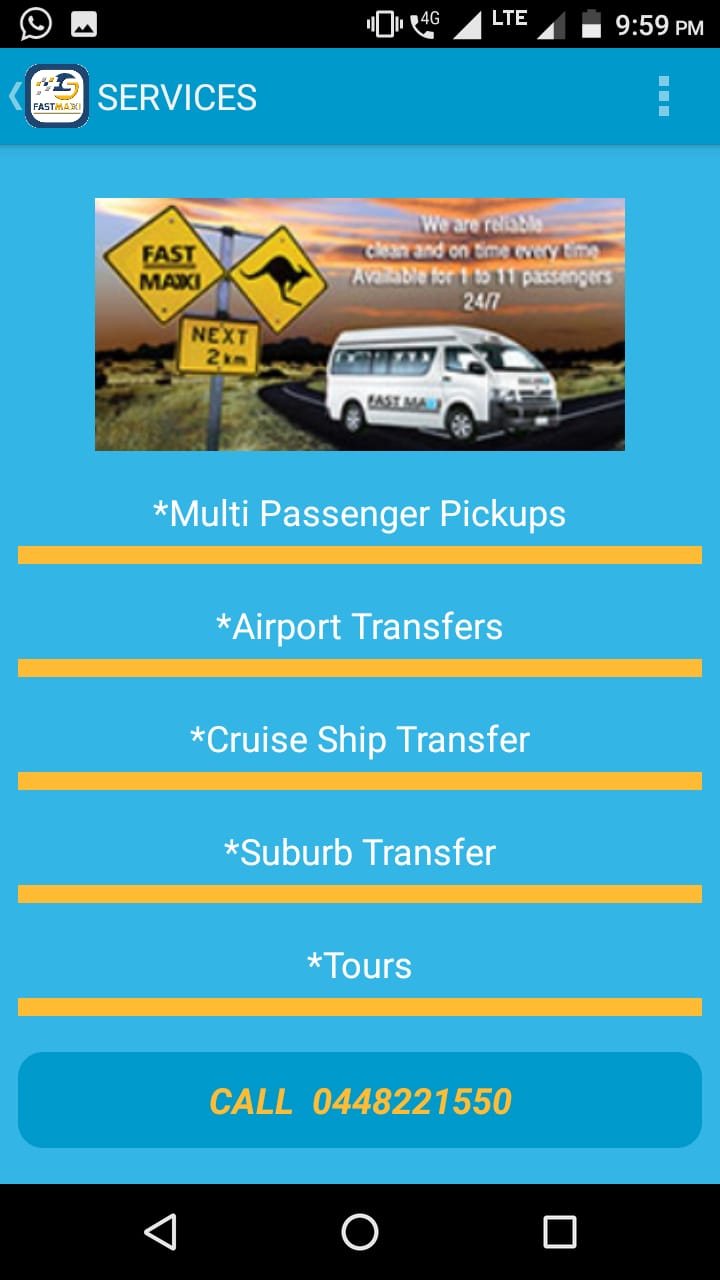 4G LTE 9:59 PM
FASTMAXI SERVICES
FAST
MAXI
NEXT
2 km
We are reliable
clean and on time every time
Available for 1 to 11 passengers
24/7
FAST MAXI
*Multi Passenger Pickups
*Airport Transfers
*Cruise Ship Transfer
*Suburb Transfer
*Tours
CALL 0448221550